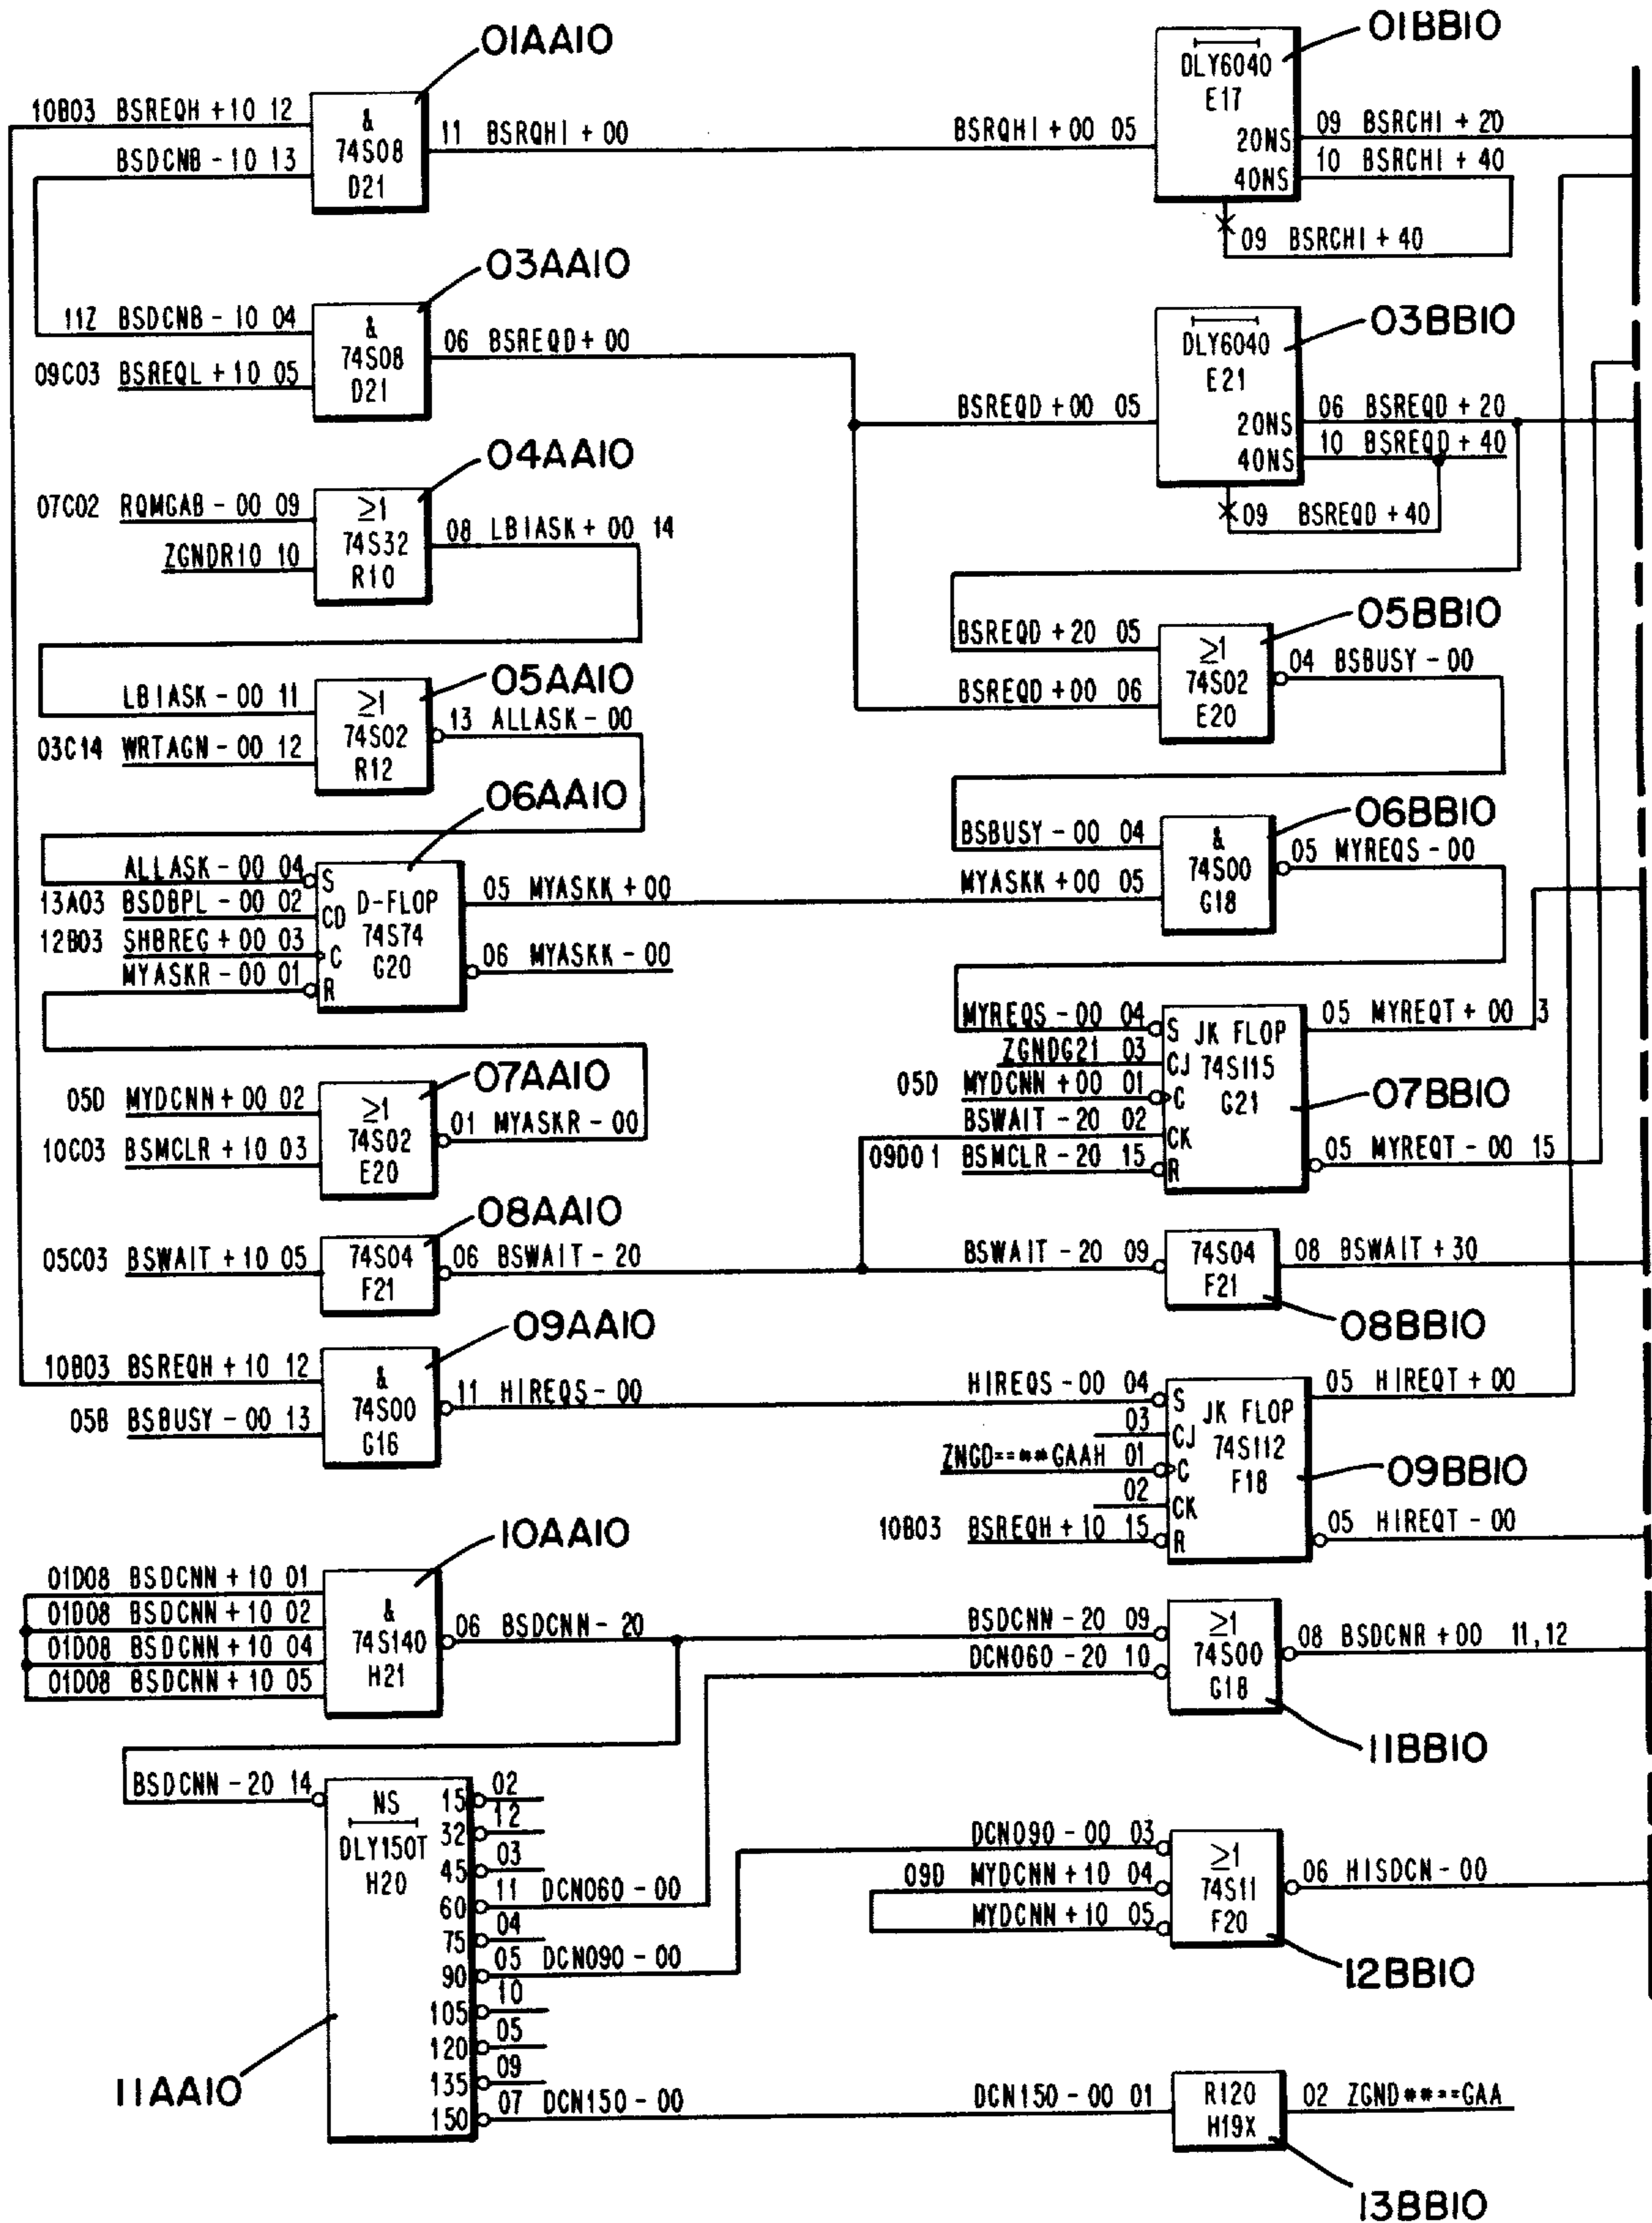 01AA10
10B03 BSREQH +10 12
BSDCNB -10 13
&
74S08
D21
11 BSRQHI +00
BSRQHI +00 05
01BB10
DLY6040
E17
20NS
40NS
09 BSRCHI +20
10 BSRCHI +40
09 BSRCHI +40
03AA10
11Z BSDCNB -10 04
09C03 BSREQL +10 05
&
74S08
D21
06 BSREQD+00
BSREQD +00 05
03BB10
DLY6040
E21
20NS
40NS
06 BSREQD +20
10 BSREQD +40
09 BSREQD +40
04AA10
07C02 RQMGAB -00 09
ZGNDR10 10
≥1
74S32
R10
08 LBIASK+ 00 14
05AA10
LBIASK -00 11
03C14 WRTAGN -00 12
≥1
74S02
R12
13 ALLASK -00
05BB10
BSREQD +20 05
BSREQD +00 06
≥1
74S02
E20
04 BSBUSY -00
06AA10
ALLASK -00 04
13A03 BSDBPL -00 02
12B03 SHBREG +00 03
MYASKR -00 01
S
CD
C
R
D-FLOP
74S74
G20
05 MYASKK +00
06 MYASKK -00
06BB10
BSBUSY -00 04
MYASKK +00 05
&
74S00
G18
05 MYREQS -00
07AA10
05D MYDCNN+00 02
10C03 BSMCLR +10 03
≥1
74S02
E20
01 MYASKR -00
07BB10
MYREQS -00 04
ZGNDG21 03
05D MYDCNN +00 01
BSWAIT -20 02
09D01 BSMCLR -20 15
S
CJ
C
CK
R
JK FLOP
74S115
G21
05 MYREQT +00 3
05 MYREQT -00 15
08AA10
05C03 BSWAIT +10 05
74S04
F21
06 BSWAIT -20
BSWAIT -20 09
74S04
F21
08 BSWAIT +30
08BB10
09AA10
10B03 BSREQH +10 12
05B BSBUSY -00 13
&
74S00
G16
11 HIREQS-00
HIREQS -00 04
03
ZNGD==**GAAH 01
02
10B03 BSREQH +10 15
S
CJ
C
CK
R
JK FLOP
74S112
F18
05 HIREQT +00
05 HIREQT -00
09BB10
10AA10
01D08 BSDCNN +10 01
01D08 BSDCNN +10 02
01D08 BSDCNN +10 04
01D08 BSDCNN +10 05
&
74S140
H21
06 BSDCNN -20
BSDCNN -20 09
DCN060 -20 10
≥1
74S00
G18
08 BSDCNR +00 11,12
11BB10
BSDCNN -20 14
NS
DLY150T
H20
15 02
32 12
45 03
60 11 DCN060 -00
75 04
90 05 DCN090 -00
105 10
120 05
135 09
150 07 DCN150 -00
11AA10
DCN090 -00 03
09D MYDCNN +10 04
MYDCNN +10 05
≥1
74S11
F20
06 HISDCN -00
12BB10
DCN150 -00 01
R120
H19X
02 ZGND**==GAA
13BB10